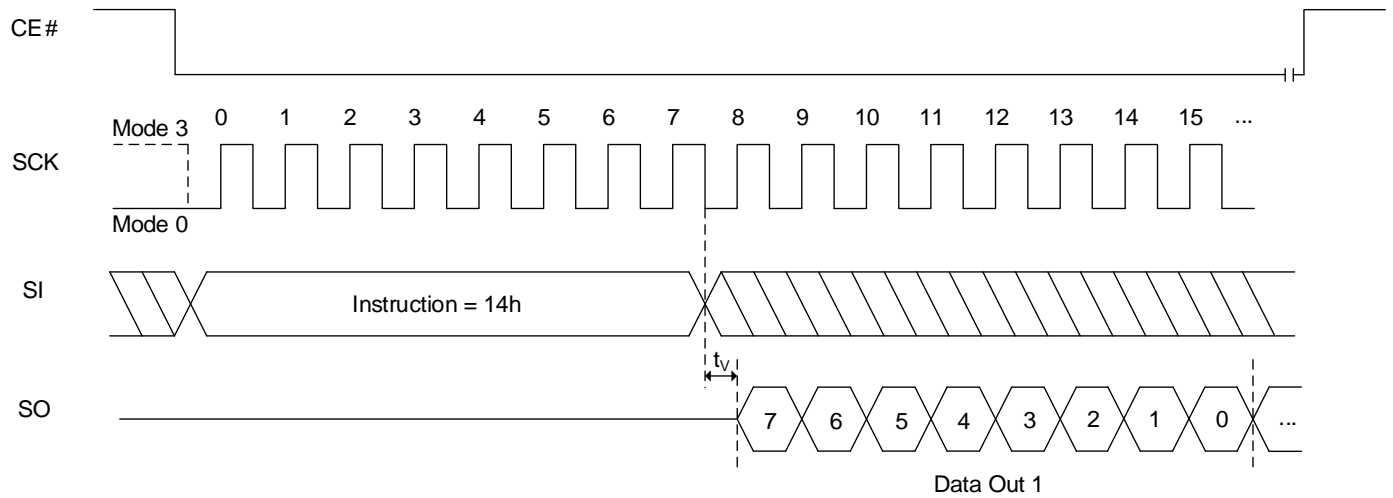 CE#
0 1 2 3 4 5 6 7 8 9 10 11 12 13 14 15 ...
Mode 3
SCK
Mode 0
SI
Instruction = 14h
tV
SO
7 6 5 4 3 2 1 0 ...
Data Out 1